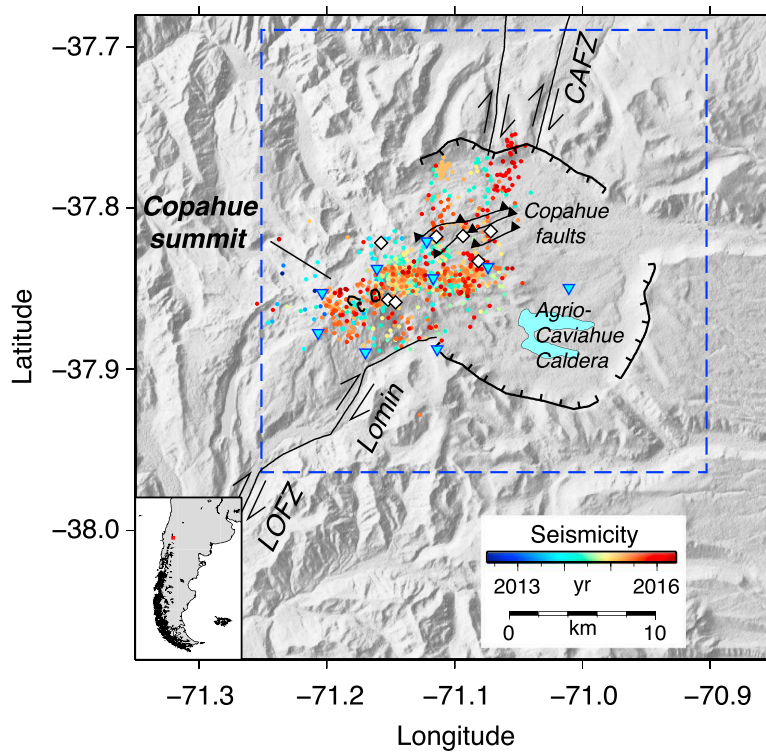 −37.7
−37.8
−37.9
−38.0
Latitude
CAFZ
Copahue
summit
Copahue
faults
Agrio-
Caviahue
Caldera
Lomin
LOFZ
Seismicity
2013 yr 2016
0 km 10
−71.3 −71.2 −71.1 −71.0 −70.9
Longitude